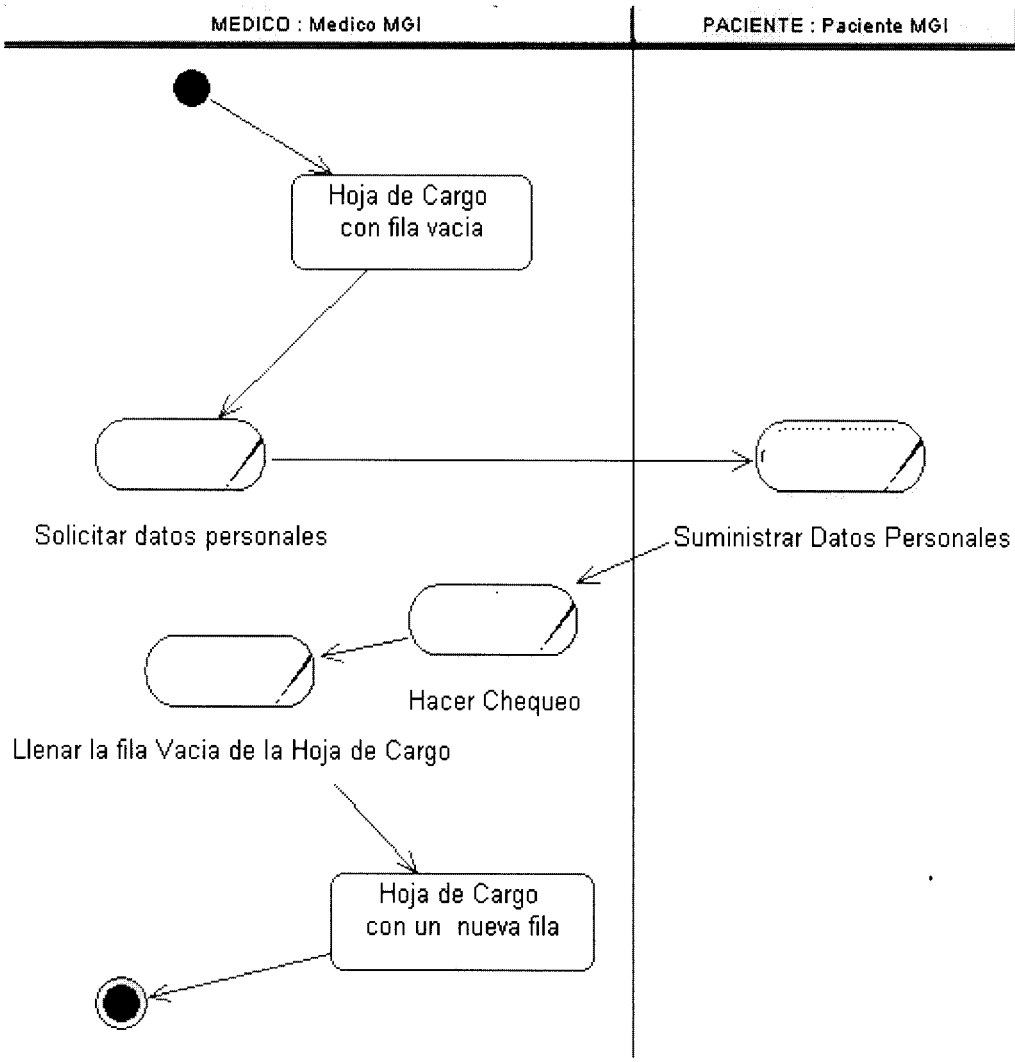 MEDICO : Medico MGI
PACIENTE : Paciente MGI
Hoja de Cargo
con fila vacia
Solicitar datos personales
Suministrar Datos Personales
Hacer Chequeo
Llenar la fila Vacia de la Hoja de Cargo
Hoja de Cargo
con un nueva fila